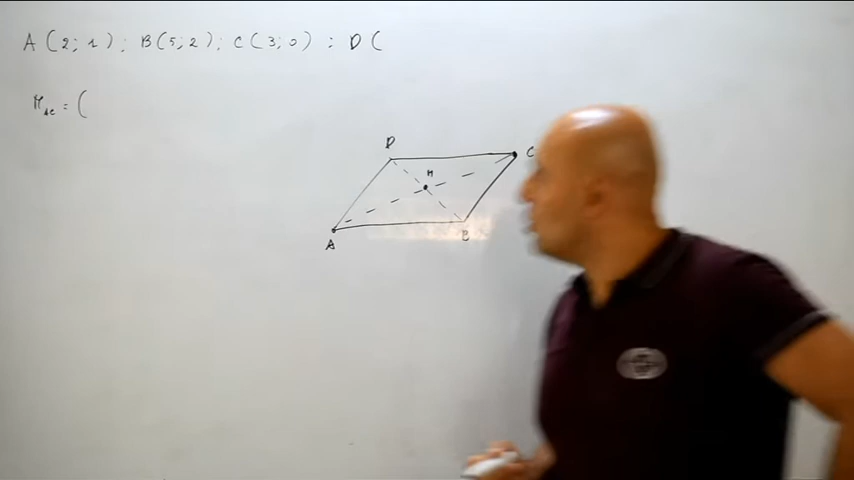 A (2; 1) ; B(5; 2) ; C(3; 0) ; D (
M_AC = (
D
C
M
A
B